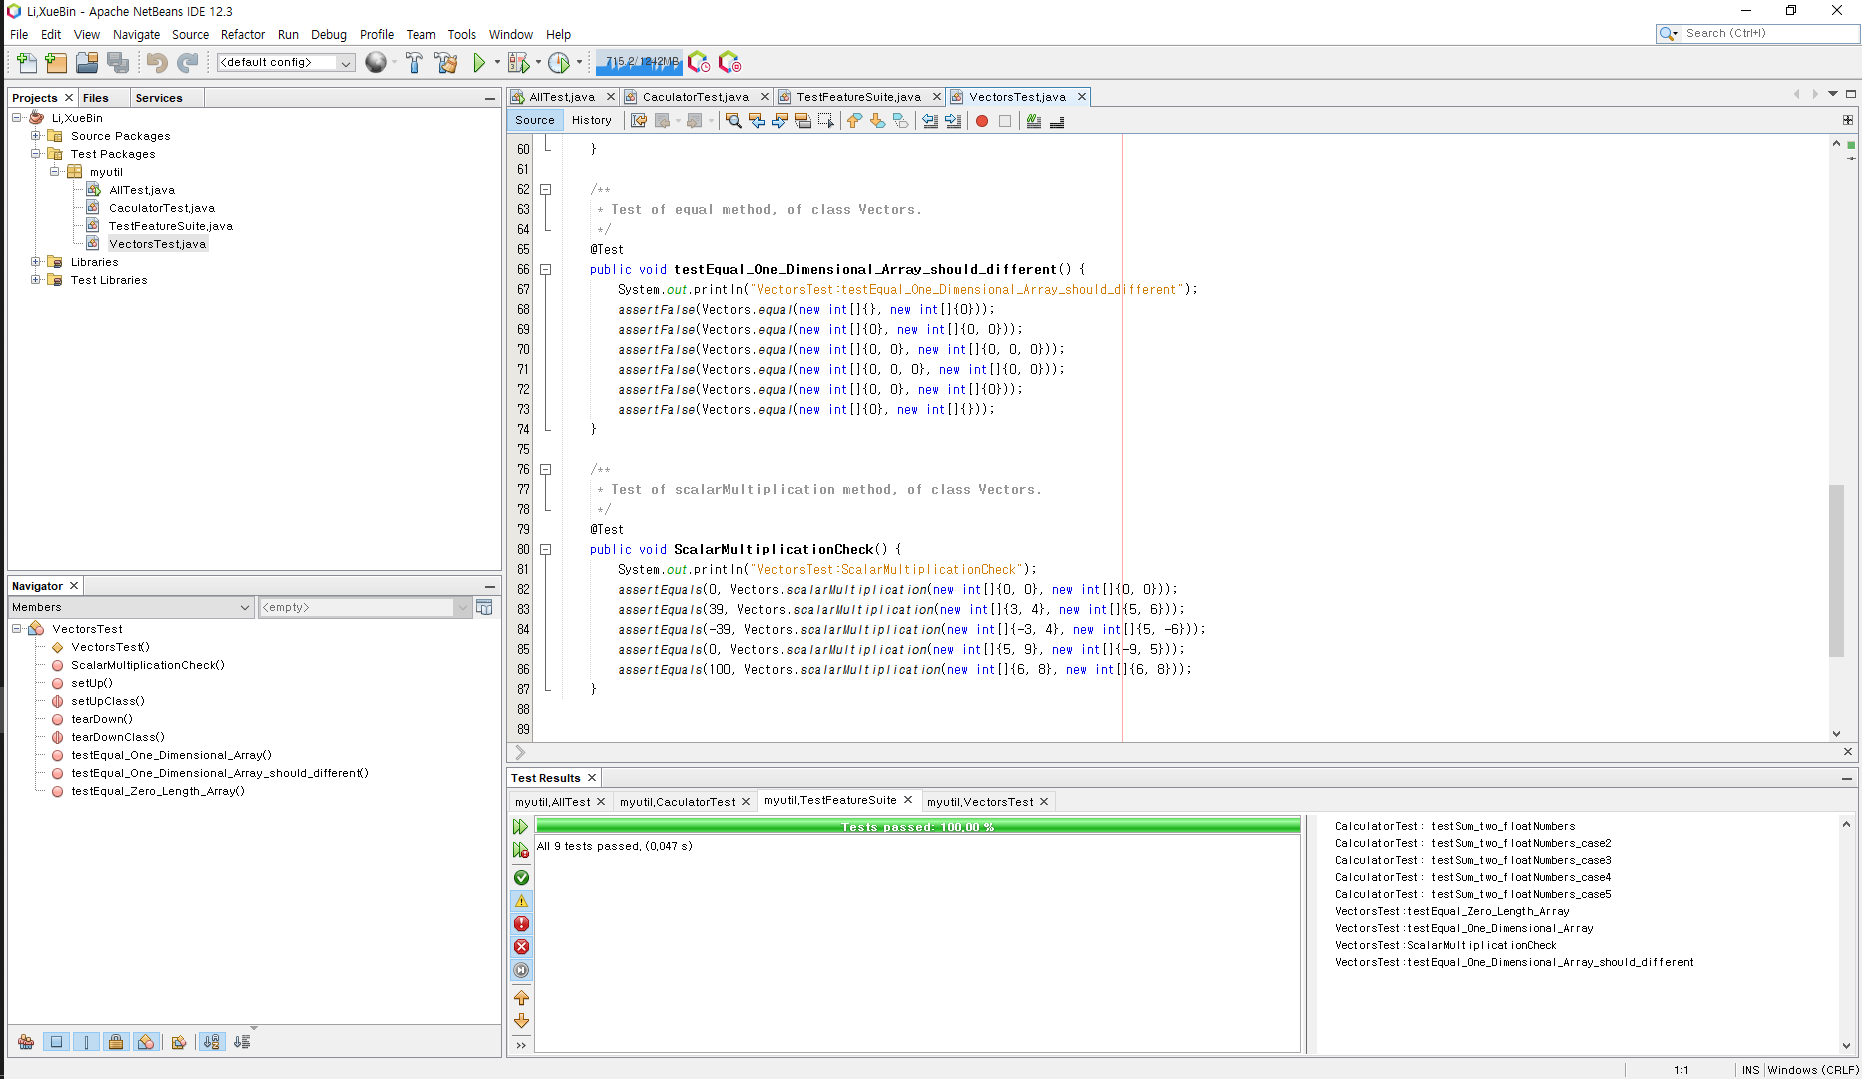 Li,XueBin - Apache NetBeans IDE 12.3
File Edit View Navigate Source Refactor Run Debug Profile Team Tools Window Help
Search (Ctrl+I)
<default config>
715.2/1242MB
Projects Files Services
Li,XueBin
Source Packages
Test Packages
myutil
AllTest.java
CaculatorTest.java
TestFeatureSuite.java
VectorsTest.java
Libraries
Test Libraries
Navigator
Members
<empty>
VectorsTest
VectorsTest()
ScalarMultiplicationCheck()
setUp()
setUpClass()
tearDown()
tearDownClass()
testEqual_One_Dimensional_Array()
testEqual_One_Dimensional_Array_should_different()
testEqual_Zero_Length_Array()
AllTest.java CaculatorTest.java TestFeatureSuite.java VectorsTest.java
Source History
60 }
61
62 /**
63 * Test of equal method, of class Vectors.
64 */
65 @Test
66 public void testEqual_One_Dimensional_Array_should_different() {
67 System.out.println("VectorsTest:testEqual_One_Dimensional_Array_should_different");
68 assertFalse(Vectors.equal(new int[]{}, new int[]{0}));
69 assertFalse(Vectors.equal(new int[]{0}, new int[]{0, 0}));
70 assertFalse(Vectors.equal(new int[]{0, 0}, new int[]{0, 0, 0}));
71 assertFalse(Vectors.equal(new int[]{0, 0, 0}, new int[]{0, 0}));
72 assertFalse(Vectors.equal(new int[]{0, 0}, new int[]{0}));
73 assertFalse(Vectors.equal(new int[]{0}, new int[]{}));
74 }
75
76 /**
77 * Test of scalarMultiplication method, of class Vectors.
78 */
79 @Test
80 public void ScalarMultiplicationCheck() {
81 System.out.println("VectorsTest:ScalarMultiplicationCheck");
82 assertEquals(0, Vectors.scalarMultiplication(new int[]{0, 0}, new int[]{0, 0}));
83 assertEquals(39, Vectors.scalarMultiplication(new int[]{3, 4}, new int[]{5, 6}));
84 assertEquals(-39, Vectors.scalarMultiplication(new int[]{-3, 4}, new int[]{5, -6}));
85 assertEquals(0, Vectors.scalarMultiplication(new int[]{5, 9}, new int[]{-9, 5}));
86 assertEquals(100, Vectors.scalarMultiplication(new int[]{6, 8}, new int[]{6, 8}));
87 }
88
89
Test Results
myutil.AllTest myutil.CaculatorTest myutil.TestFeatureSuite myutil.VectorsTest
Tests passed: 100,00 %
All 9 tests passed. (0,047 s)
CalculatorTest: testSum_two_floatNumbers
CalculatorTest: testSum_two_floatNumbers_case2
CalculatorTest: testSum_two_floatNumbers_case3
CalculatorTest: testSum_two_floatNumbers_case4
CalculatorTest: testSum_two_floatNumbers_case5
VectorsTest:testEqual_Zero_Length_Array
VectorsTest:testEqual_One_Dimensional_Array
VectorsTest:ScalarMultiplicationCheck
VectorsTest:testEqual_One_Dimensional_Array_should_different
1:1 INS Windows (CRLF)